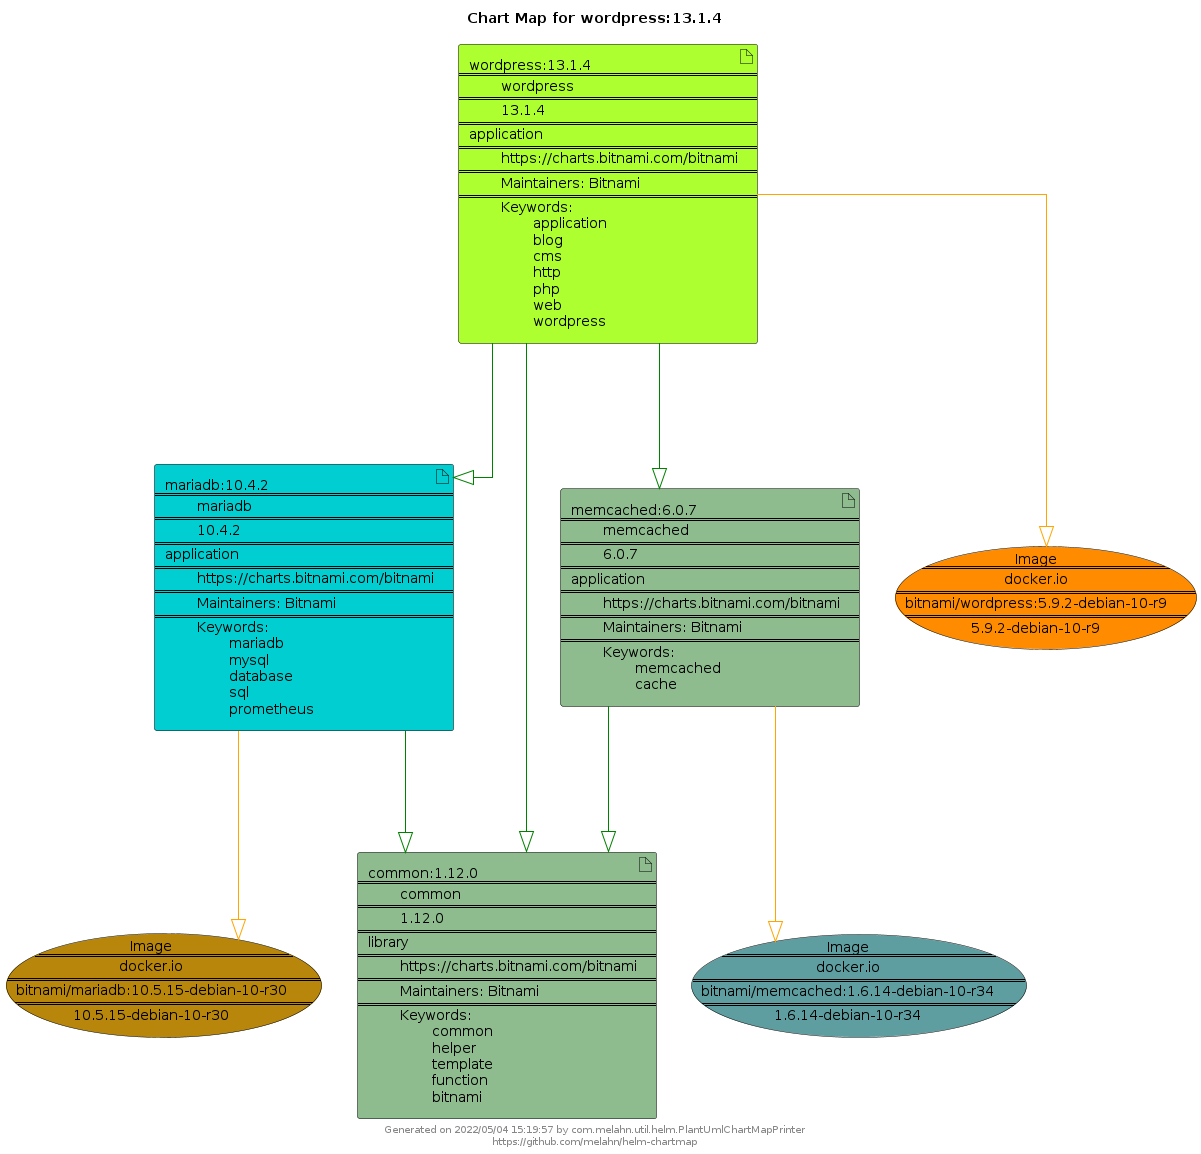 Chart Map for wordpress:13.1.4
wordpress:13.1.4
wordpress
13.1.4
application
https://charts.bitnami.com/bitnami
Maintainers: Bitnami
Keywords:
application
blog
cms
http
php
web
wordpress
mariadb:10.4.2
mariadb
10.4.2
application
https://charts.bitnami.com/bitnami
Maintainers: Bitnami
Keywords:
mariadb
mysql
database
sql
prometheus
memcached:6.0.7
memcached
6.0.7
application
https://charts.bitnami.com/bitnami
Maintainers: Bitnami
Keywords:
memcached
cache
Image
docker.io
bitnami/wordpress:5.9.2-debian-10-r9
5.9.2-debian-10-r9
Image
docker.io
bitnami/mariadb:10.5.15-debian-10-r30
10.5.15-debian-10-r30
common:1.12.0
common
1.12.0
library
https://charts.bitnami.com/bitnami
Maintainers: Bitnami
Keywords:
common
helper
template
function
bitnami
Image
docker.io
bitnami/memcached:1.6.14-debian-10-r34
1.6.14-debian-10-r34
Generated on 2022/05/04 15:19:57 by com.melahn.util.helm.PlantUmlChartMapPrinter
https://github.com/melahn/helm-chartmap